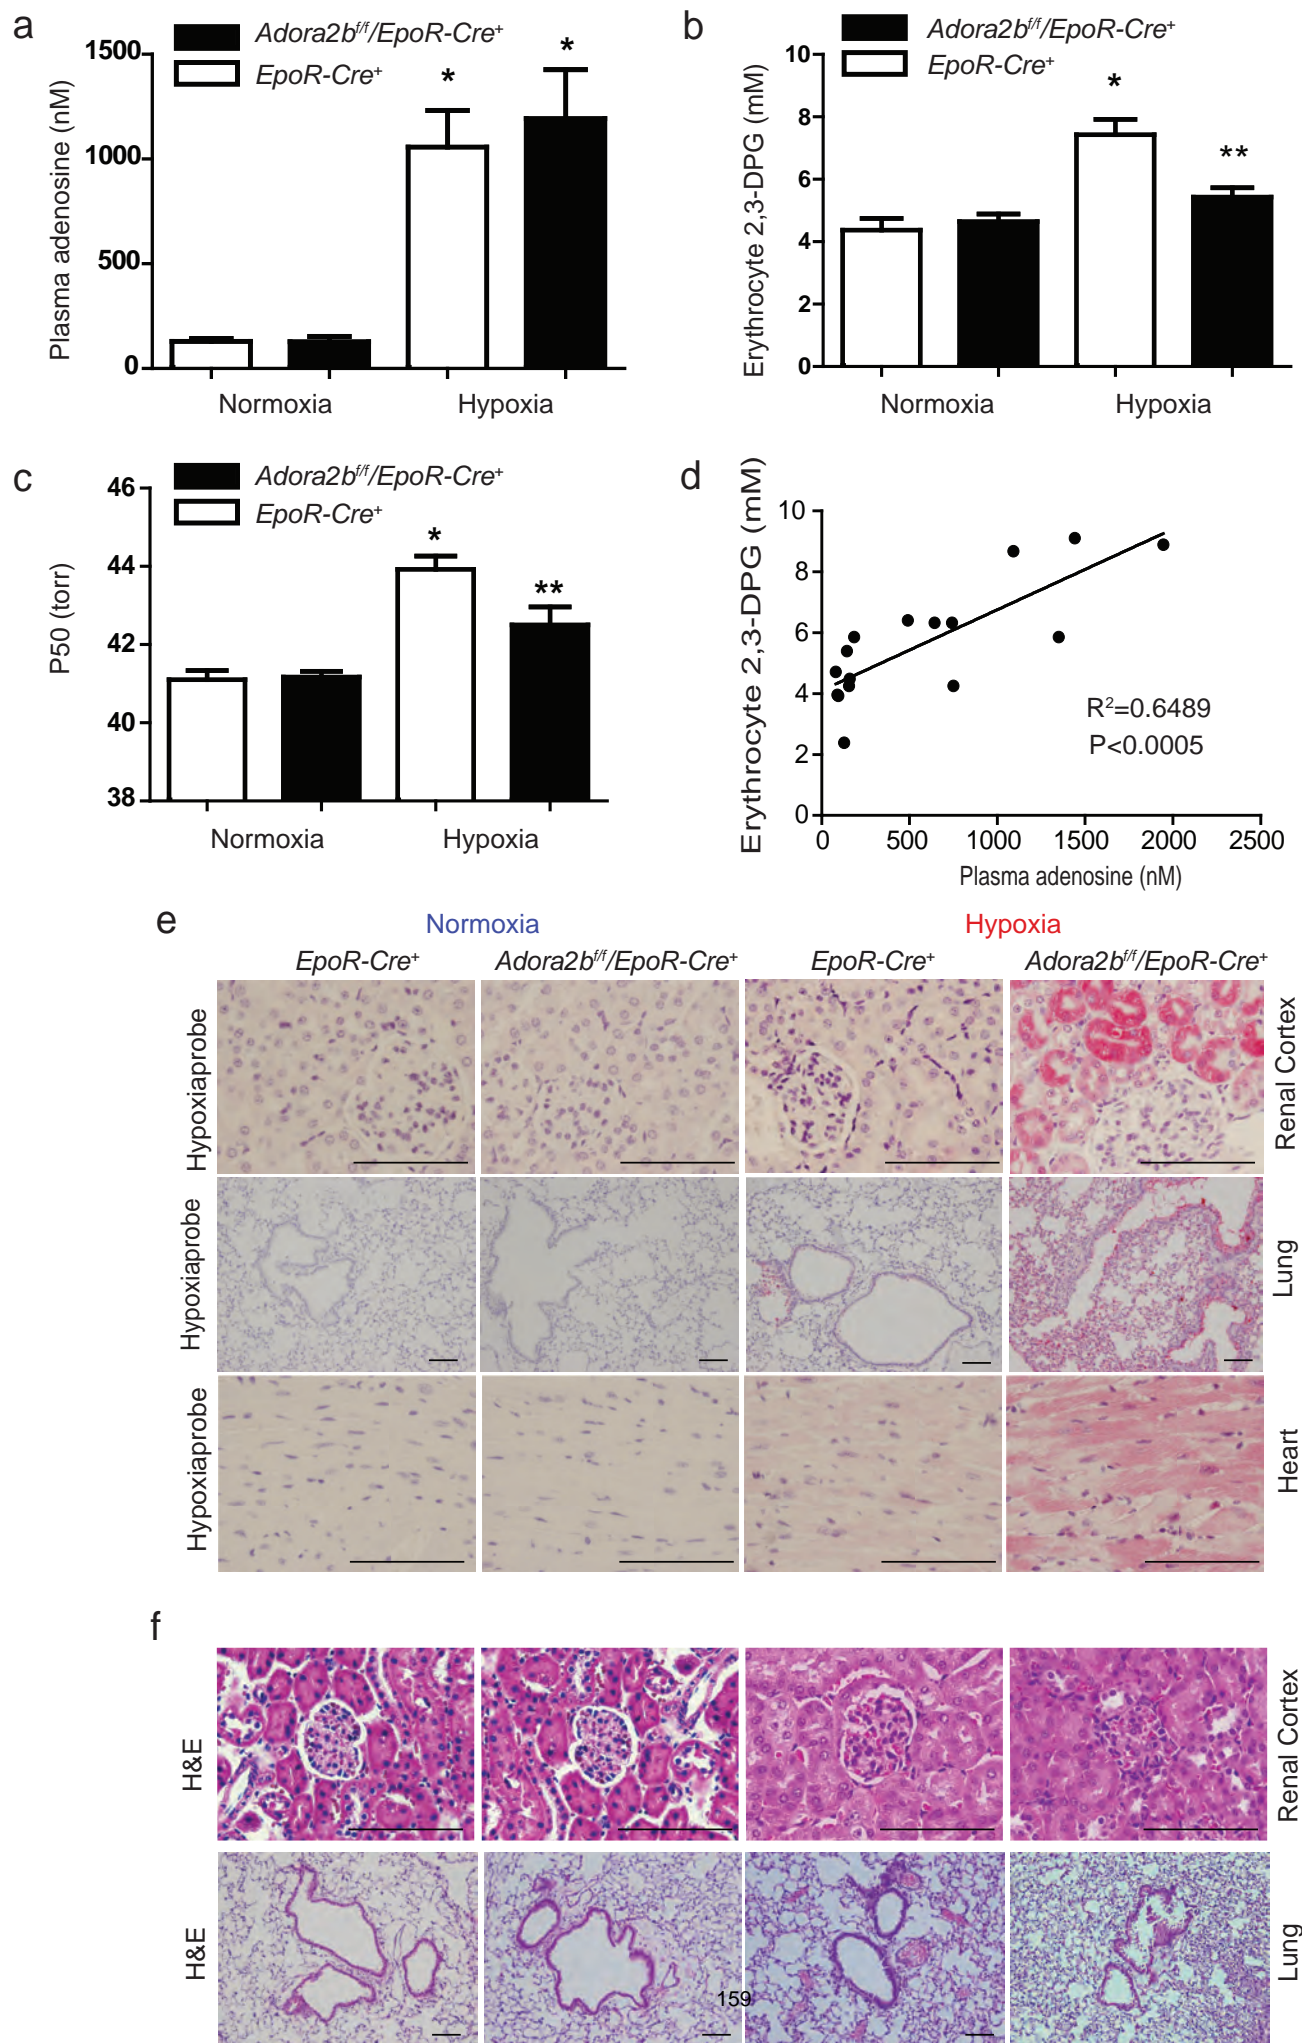 a
Adora2b^f/f/EpoR-Cre+
EpoR-Cre+
Plasma adenosine (nM)
1500
1000
500
0
*
*
Normoxia
Hypoxia
b
Adora2b^f/f/EpoR-Cre+
EpoR-Cre+
Erythrocyte 2,3-DPG (mM)
10
8
6
4
2
0
*
**
Normoxia
Hypoxia
c
Adora2b^f/f/EpoR-Cre+
EpoR-Cre+
P50 (torr)
46
44
42
40
38
*
**
Normoxia
Hypoxia
d
Erythrocyte 2,3-DPG (mM)
10
8
6
4
2
0
R²=0.6489
P<0.0005
0 500 1000 1500 2000 2500
Plasma adenosine (nM)
e
Normoxia Hypoxia
EpoR-Cre+ Adora2b^f/f/EpoR-Cre+ EpoR-Cre+ Adora2b^f/f/EpoR-Cre+
Hypoxiaprobe
Renal Cortex
Hypoxiaprobe
Lung
Hypoxiaprobe
Heart
f
H&E
Renal Cortex
H&E
Lung
159